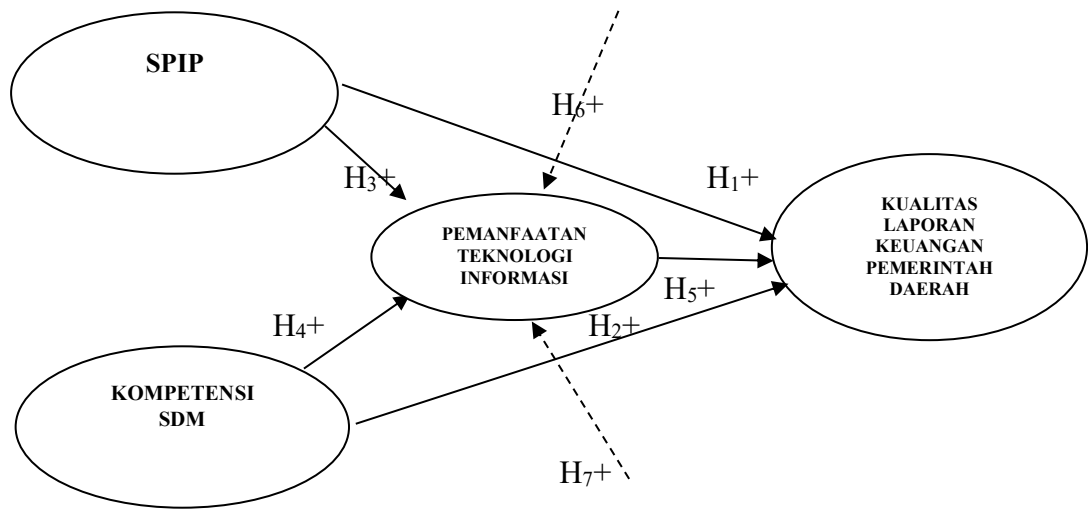 SPIP
H₆+
H₃+
H₁+
PEMANFAATAN
TEKNOLOGI
INFORMASI
KUALITAS
LAPORAN
KEUANGAN
PEMERINTAH
DAERAH
H₅+
H₄+
H₂+
KOMPETENSI
SDM
H₇+